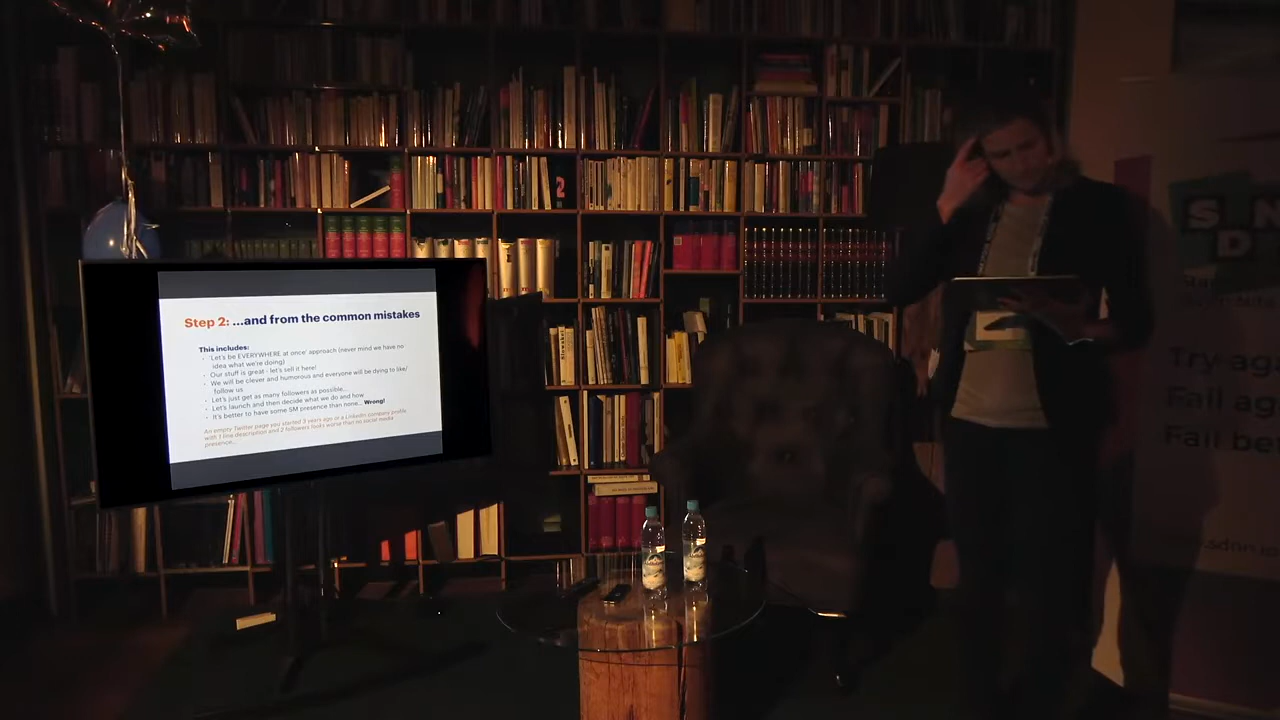 Step 2: ...and from the common mistakes
This includes:
'Let's be EVERYWHERE at once' approach (never mind we have no
idea what we're doing)
Our stuff is great - let's sell it here!
We will be clever and humorous and everyone will be dying to like/
follow us
Let's just get as many followers as possible...
Let's launch and then decide what we do and how
It's better to have some SM presence than none... Wrong!
An empty Twitter page you started 3 years ago or a LinkedIn company profile
with 1 line description and 2 followers looks worse than no social media
presence...
2
S N
D
Try aga
Fail ag
Fail be